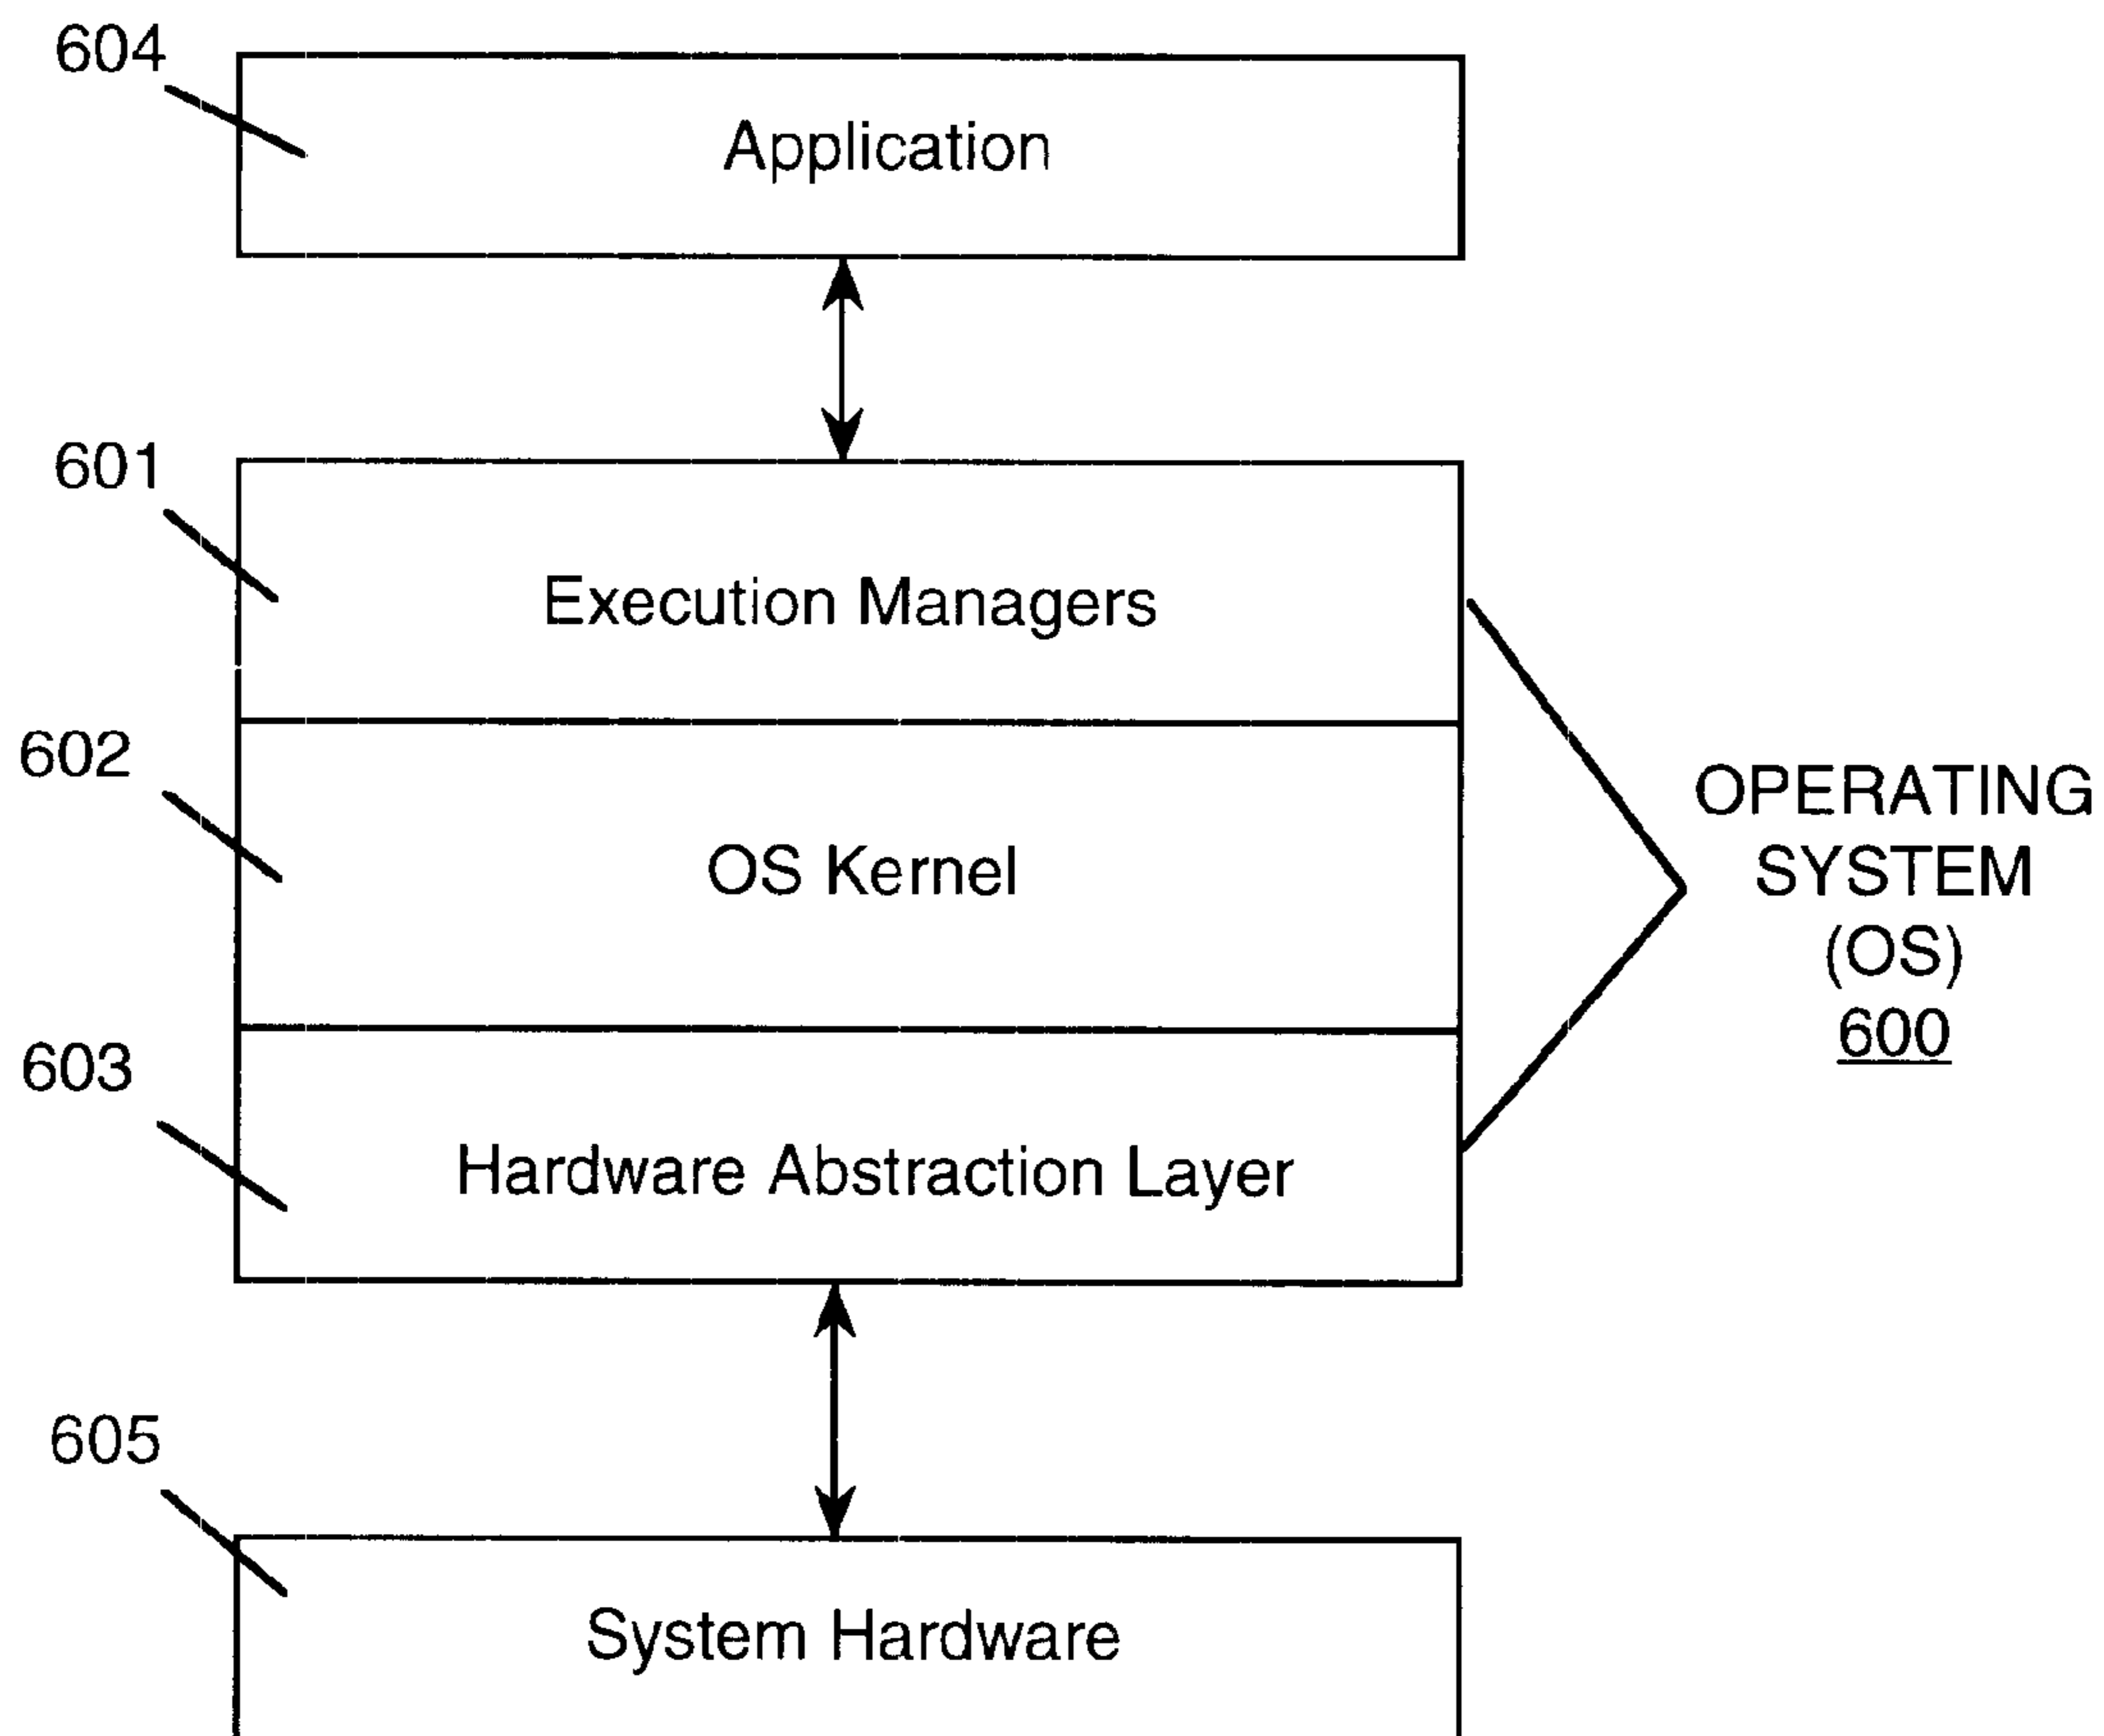 604
Application
601
Execution Managers
602
OS Kernel
OPERATING
SYSTEM
(OS)
600
603
Hardware Abstraction Layer
605
System Hardware